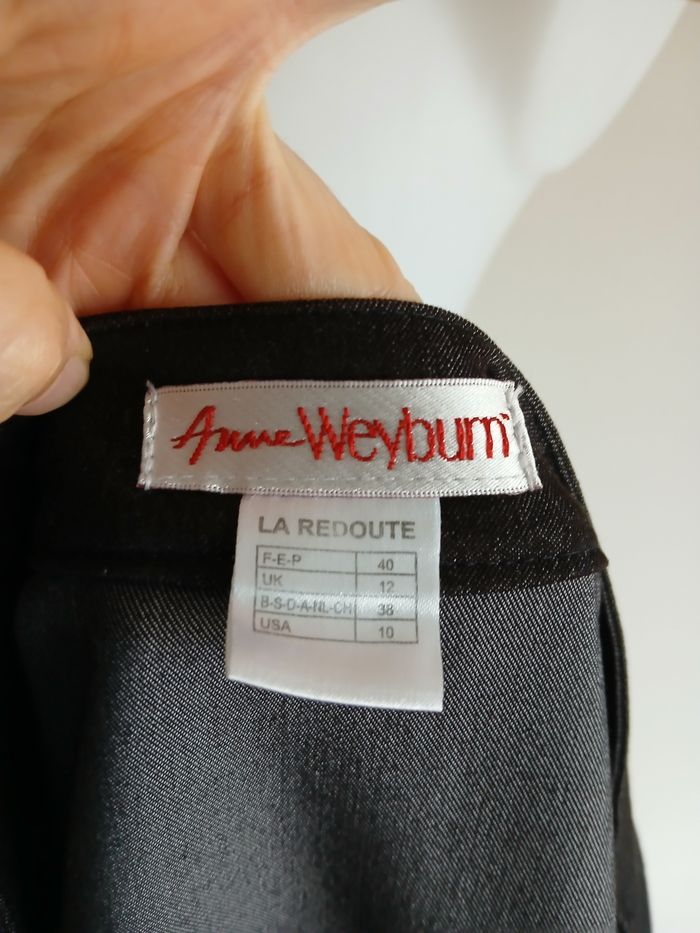 Anne Weyburn
LA REDOUTE
F-E-P 40
UK 12
B-S-D-A-NL-CH 38
USA 10